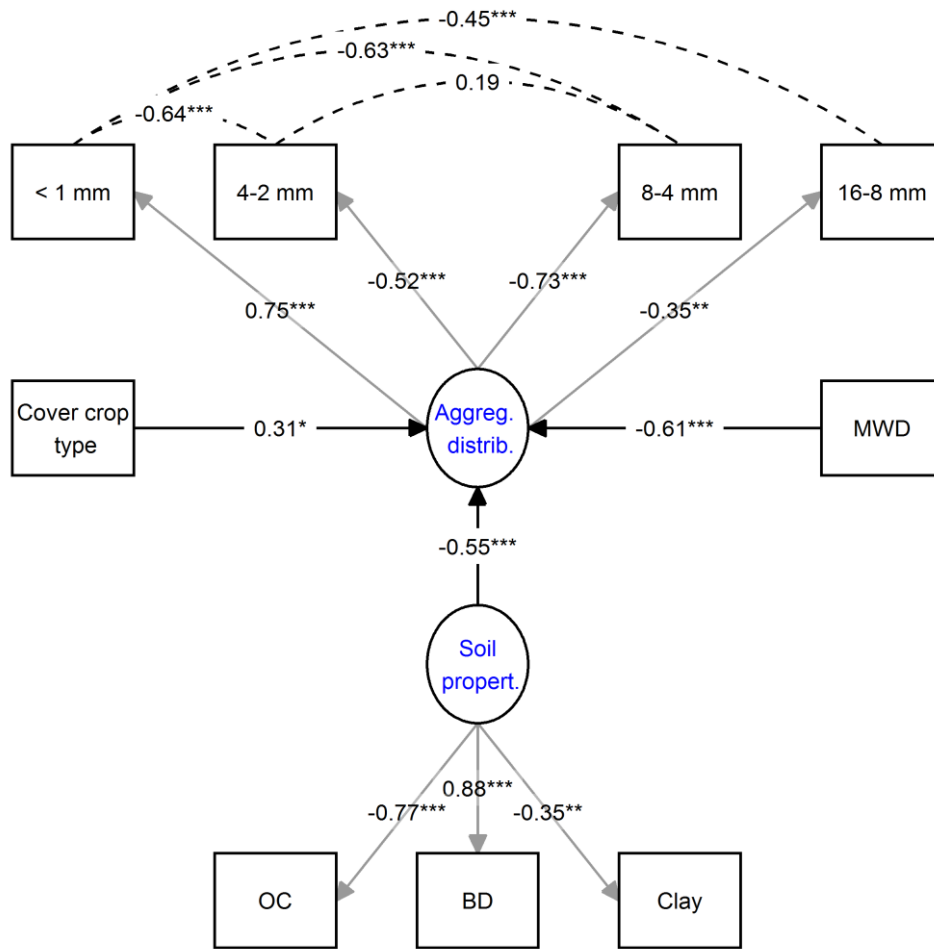 -0.45***
-0.63***
0.19
-0.64***
< 1 mm
4-2 mm
8-4 mm
16-8 mm
0.75***
-0.52***
-0.73***
-0.35**
Cover crop
type
0.31*
Aggreg.
distrib.
-0.61***
MWD
-0.55***
Soil
propert.
-0.77***
0.88***
-0.35**
OC
BD
Clay